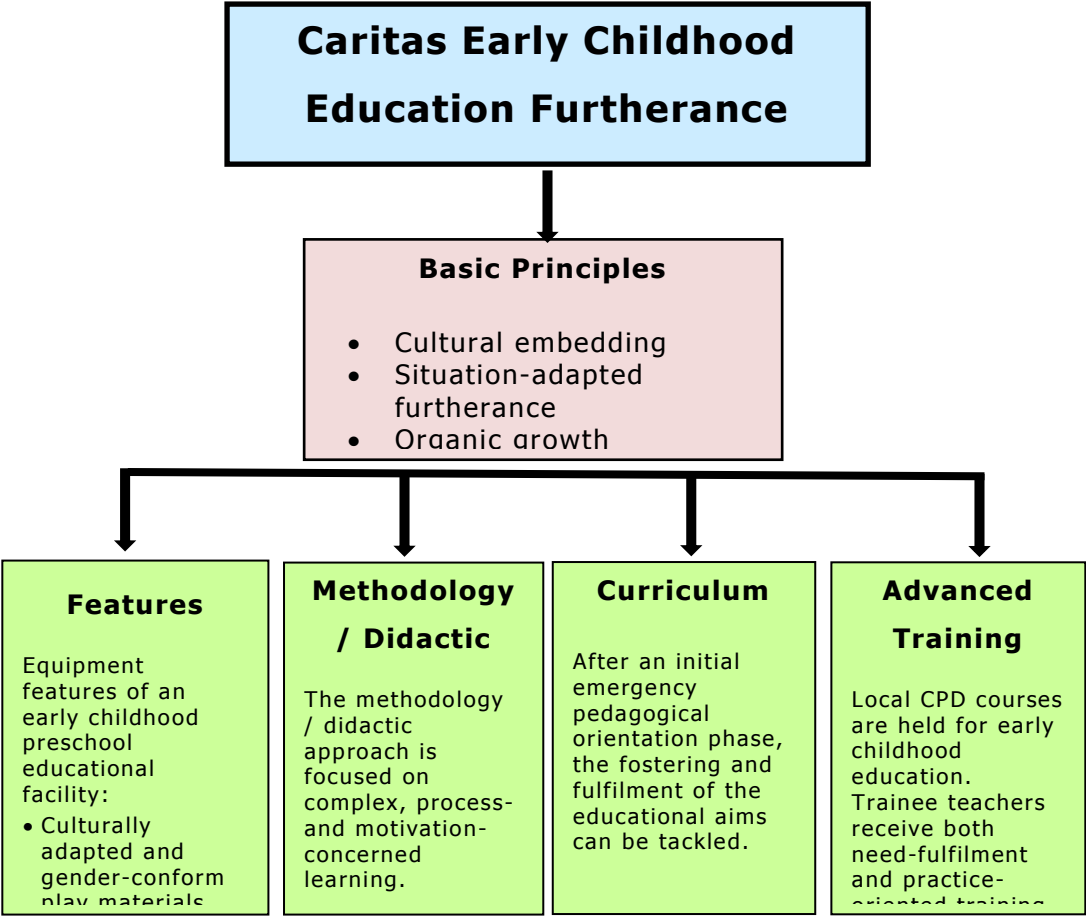 Caritas Early Childhood
Education Furtherance
Basic Principles
• Cultural embedding
• Situation-adapted
furtherance
• Organic growth
Features
Equipment
features of an
early childhood
preschool
educational
facility:
• Culturally
adapted and
gender-conform
play materials
Methodology
/ Didactic
The methodology
/ didactic
approach is
focused on
complex, process-
and motivation-
concerned
learning.
Curriculum
After an initial
emergency
pedagogical
orientation phase,
the fostering and
fulfilment of the
educational aims
can be tackled.
Advanced
Training
Local CPD courses
are held for early
childhood
education.
Trainee teachers
receive both
need-fulfilment
and practice-
oriented training